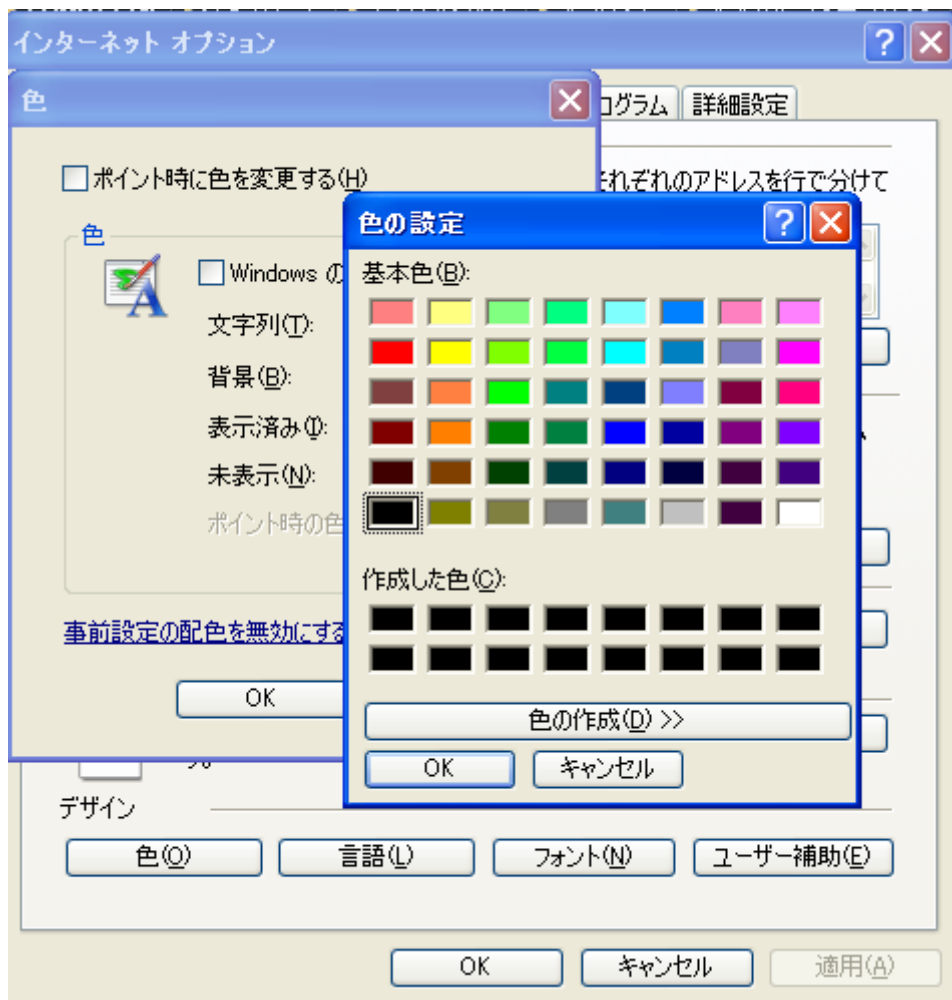 インターネット オプション
色
ログラム
詳細設定
ポイント時に色を変更する(H)
それぞれのアドレスを行で分けて
色の設定
色
Windows の
基本色(B):
文字列(T):
背景(B):
表示済み(I):
未表示(N):
ポイント時の色
作成した色(C):
事前設定の配色を無効にする
OK
色の作成(D) >>
OK
キャンセル
デザイン
色(O)
言語(L)
フォント(N)
ユーザー補助(E)
OK
キャンセル
適用(A)